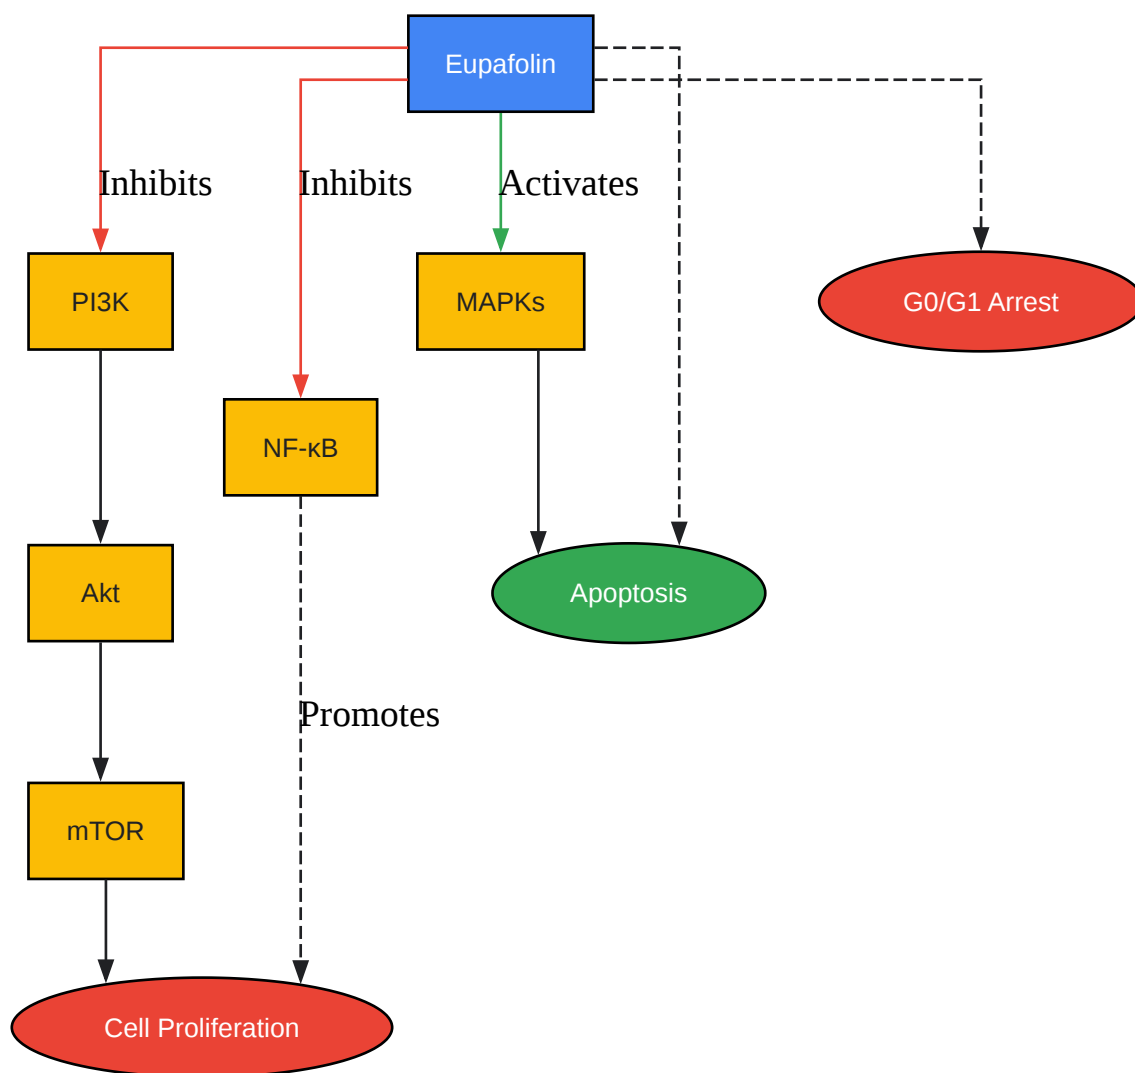 Eupafolin
Inhibits
Inhibits
Activates
PI3K
MAPKs
G0/G1 Arrest
NF-κB
Akt
Apoptosis
Promotes
mTOR
Cell Proliferation